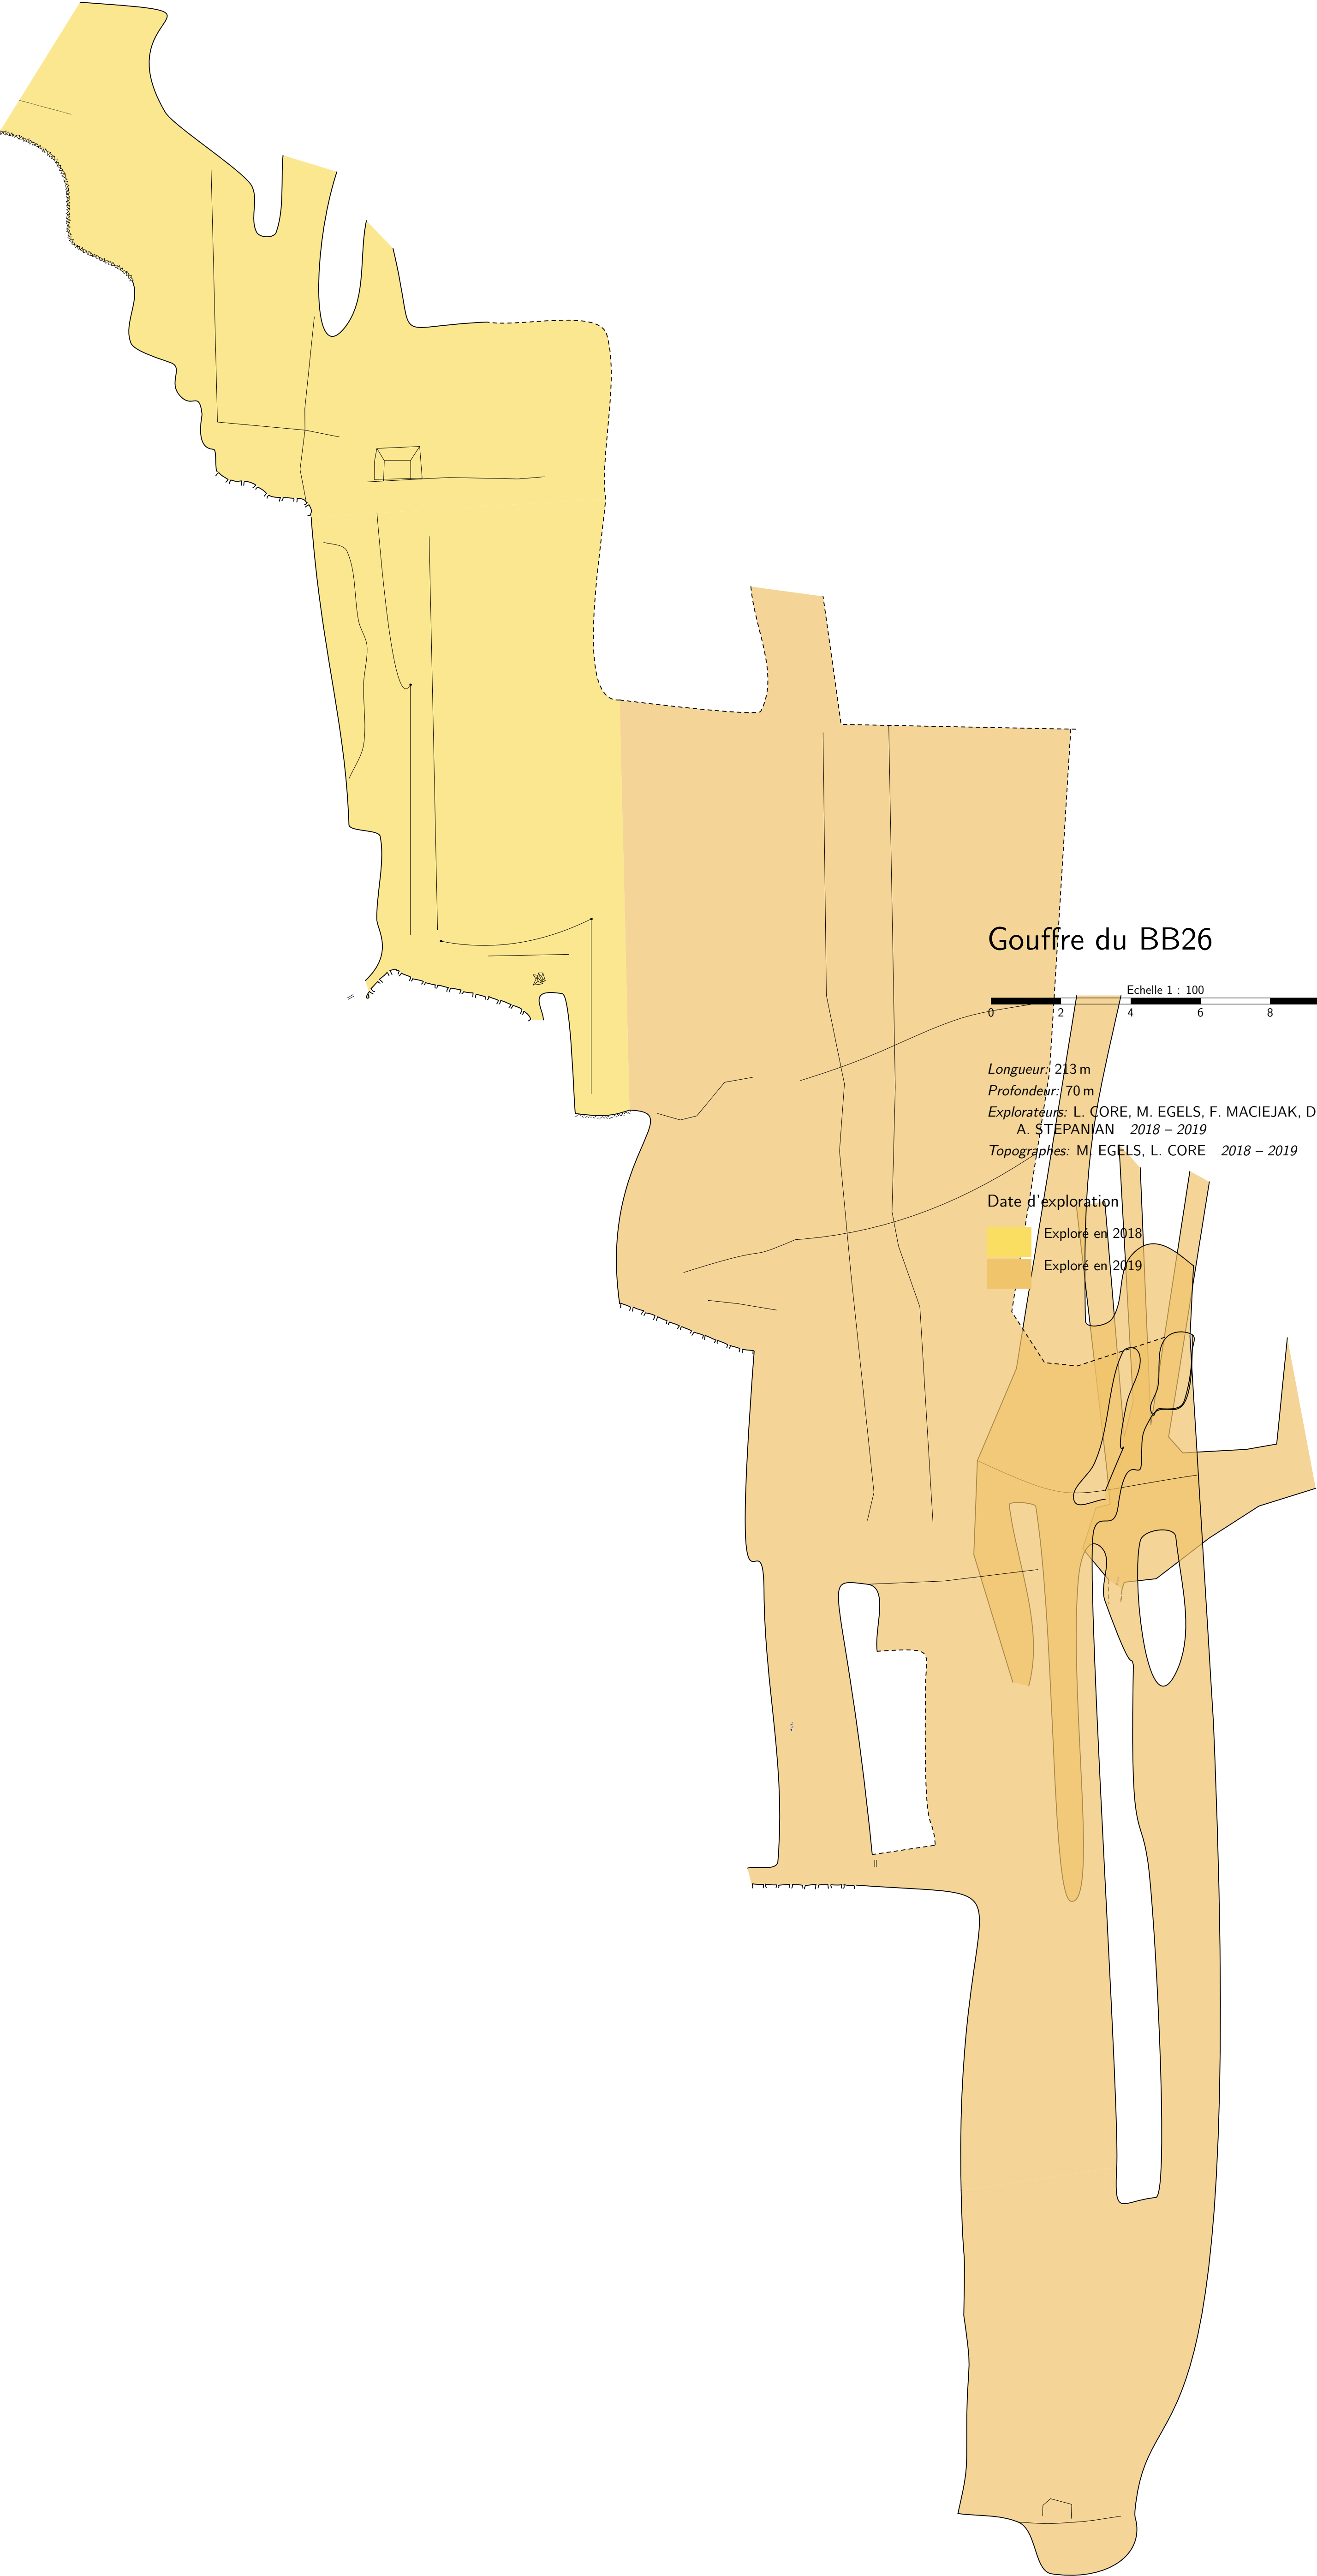 Gouffre du BB26
Echelle 1 : 100
0 2 4 6 8
Longueur: 213 m
Profondeur: 70 m
Explorateurs: L. CORE, M. EGELS, F. MACIEJAK, D
A. STEPANIAN 2018 – 2019
Topographes: M. EGELS, L. CORE 2018 – 2019
Date d'exploration
Exploré en 2018
Exploré en 2019